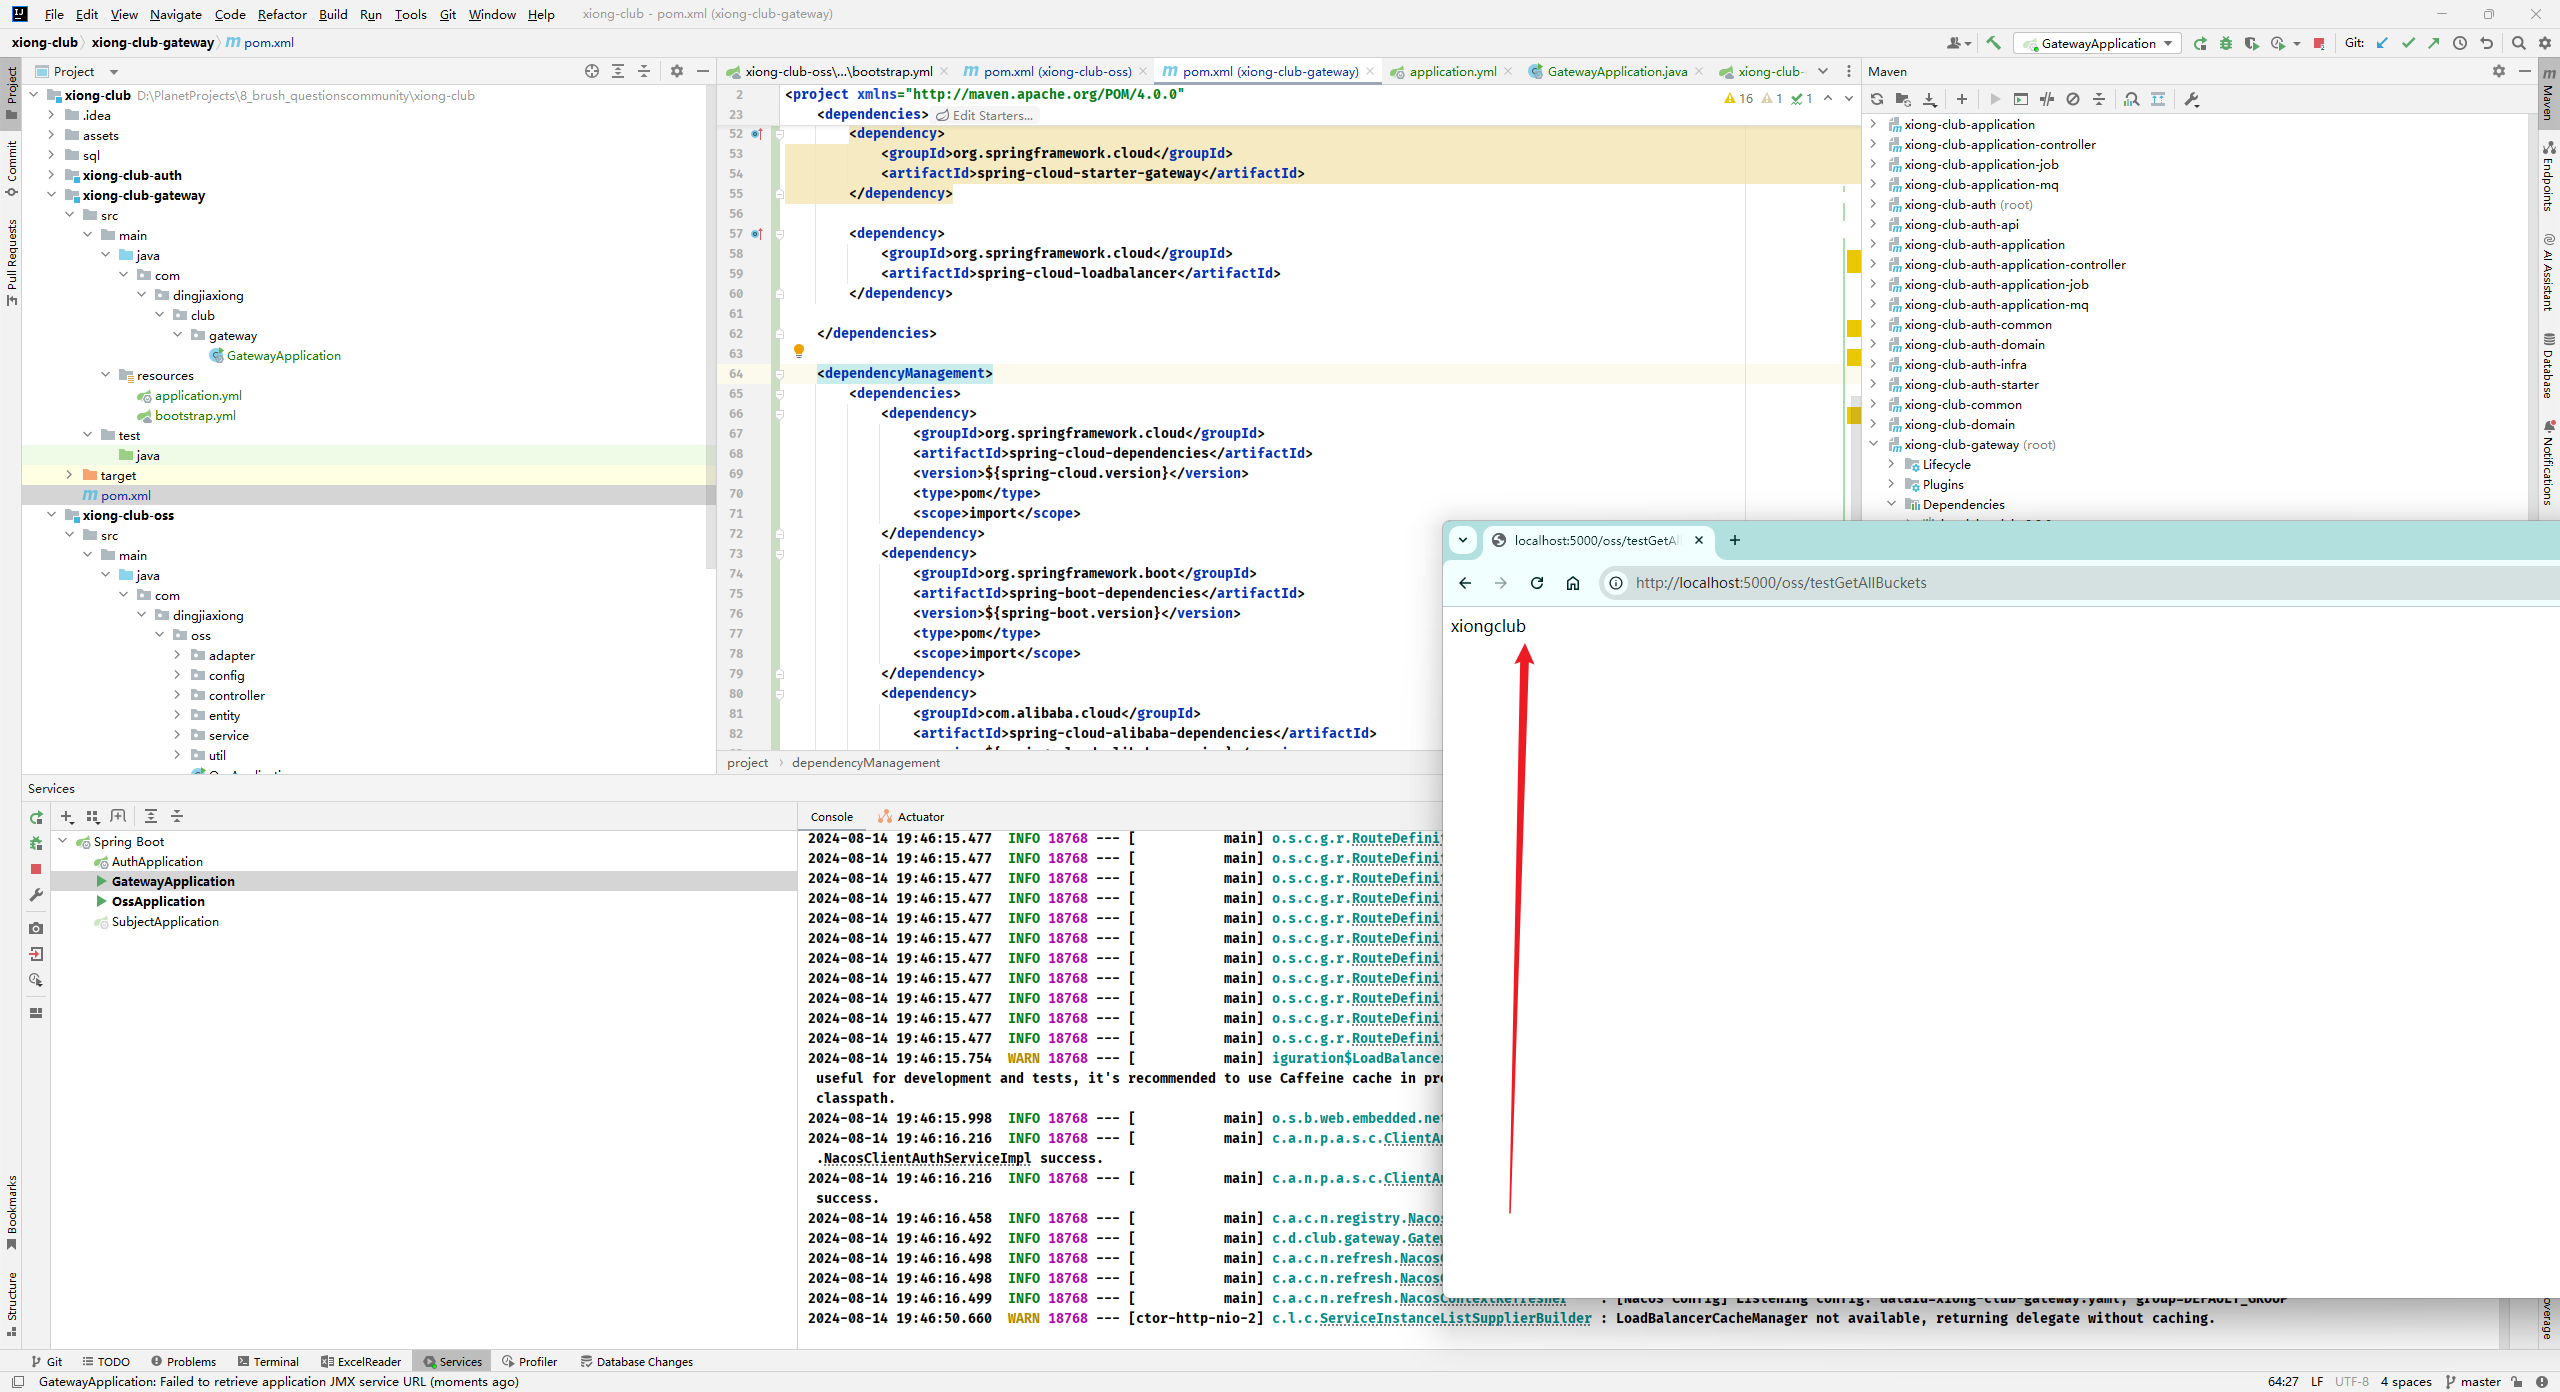 File Edit View Navigate Code Refactor Build Run Tools Git Window Help xiong-club - pom.xml (xiong-club-gateway)
xiong-club xiong-club-gateway pom.xml
GatewayApplication
Git:
Project
xiong-club D:\PlanetProjects\8_brush_questionscommunity\xiong-club
.idea
assets
sql
xiong-club-auth
xiong-club-gateway
src
main
java
com
dingjiaxiong
club
gateway
GatewayApplication
resources
application.yml
bootstrap.yml
test
java
target
pom.xml
xiong-club-oss
src
main
java
com
dingjiaxiong
oss
adapter
config
controller
entity
service
util
xiong-club-oss\...\bootstrap.yml pom.xml (xiong-club-oss) pom.xml (xiong-club-gateway) application.yml GatewayApplication.java xiong-club-
16 1 1
2 <project xmlns="http://maven.apache.org/POM/4.0.0"
23 <dependencies> Edit Starters...
52 <dependency>
53 <groupId>org.springframework.cloud</groupId>
54 <artifactId>spring-cloud-starter-gateway</artifactId>
55 </dependency>
56
57 <dependency>
58 <groupId>org.springframework.cloud</groupId>
59 <artifactId>spring-cloud-loadbalancer</artifactId>
60 </dependency>
61
62 </dependencies>
63
64 <dependencyManagement>
65 <dependencies>
66 <dependency>
67 <groupId>org.springframework.cloud</groupId>
68 <artifactId>spring-cloud-dependencies</artifactId>
69 <version>${spring-cloud.version}</version>
70 <type>pom</type>
71 <scope>import</scope>
72 </dependency>
73 <dependency>
74 <groupId>org.springframework.boot</groupId>
75 <artifactId>spring-boot-dependencies</artifactId>
76 <version>${spring-boot.version}</version>
77 <type>pom</type>
78 <scope>import</scope>
79 </dependency>
80 <dependency>
81 <groupId>com.alibaba.cloud</groupId>
82 <artifactId>spring-cloud-alibaba-dependencies</artifactId>
project dependencyManagement
Maven
xiong-club-application
xiong-club-application-controller
xiong-club-application-job
xiong-club-application-mq
xiong-club-auth (root)
xiong-club-auth-api
xiong-club-auth-application
xiong-club-auth-application-controller
xiong-club-auth-application-job
xiong-club-auth-application-mq
xiong-club-auth-common
xiong-club-auth-domain
xiong-club-auth-infra
xiong-club-auth-starter
xiong-club-common
xiong-club-domain
xiong-club-gateway (root)
Lifecycle
Plugins
Dependencies
localhost:5000/oss/testGetAl
http://localhost:5000/oss/testGetAllBuckets
xiongclub
Services
Spring Boot
AuthApplication
GatewayApplication
OssApplication
SubjectApplication
Console Actuator
2024-08-14 19:46:15.477 INFO 18768 --- [ main] o.s.c.g.r.RouteDefini
2024-08-14 19:46:15.477 INFO 18768 --- [ main] o.s.c.g.r.RouteDefini
2024-08-14 19:46:15.477 INFO 18768 --- [ main] o.s.c.g.r.RouteDefini
2024-08-14 19:46:15.477 INFO 18768 --- [ main] o.s.c.g.r.RouteDefini
2024-08-14 19:46:15.477 INFO 18768 --- [ main] o.s.c.g.r.RouteDefini
2024-08-14 19:46:15.477 INFO 18768 --- [ main] o.s.c.g.r.RouteDefini
2024-08-14 19:46:15.477 INFO 18768 --- [ main] o.s.c.g.r.RouteDefini
2024-08-14 19:46:15.477 INFO 18768 --- [ main] o.s.c.g.r.RouteDefini
2024-08-14 19:46:15.477 INFO 18768 --- [ main] o.s.c.g.r.RouteDefini
2024-08-14 19:46:15.477 INFO 18768 --- [ main] o.s.c.g.r.RouteDefini
2024-08-14 19:46:15.477 INFO 18768 --- [ main] o.s.c.g.r.RouteDefini
2024-08-14 19:46:15.754 WARN 18768 --- [ main] iguration$LoadBalancer
useful for development and tests, it's recommended to use Caffeine cache in pr
classpath.
2024-08-14 19:46:15.998 INFO 18768 --- [ main] o.s.b.web.embedded.ne
2024-08-14 19:46:16.216 INFO 18768 --- [ main] c.a.n.p.a.s.c.ClientA
.NacosClientAuthServiceImpl success.
2024-08-14 19:46:16.216 INFO 18768 --- [ main] c.a.n.p.a.s.c.ClientA
success.
2024-08-14 19:46:16.458 INFO 18768 --- [ main] c.a.c.n.registry.Naco
2024-08-14 19:46:16.492 INFO 18768 --- [ main] c.d.club.gateway.Gate
2024-08-14 19:46:16.498 INFO 18768 --- [ main] c.a.c.n.refresh.Nacos
2024-08-14 19:46:16.498 INFO 18768 --- [ main] c.a.c.n.refresh.Nacos
2024-08-14 19:46:16.499 INFO 18768 --- [ main] c.a.c.n.refresh.NacosContextRefresher : [Nacos Config] Listening config: dataId=xiong-club-gateway.yaml, group=DEFAULT_GROUP
2024-08-14 19:46:50.660 WARN 18768 --- [ctor-http-nio-2] c.l.c.ServiceInstanceListSupplierBuilder : LoadBalancerCacheManager not available, returning delegate without caching.
Project
Commit
Pull Requests
Bookmarks
Structure
Maven
Endpoints
AI Assistant
Database
Notifications
overage
Git TODO Problems Terminal ExcelReader Services Profiler Database Changes
GatewayApplication: Failed to retrieve application JMX service URL (moments ago)
64:27 LF UTF-8 4 spaces master